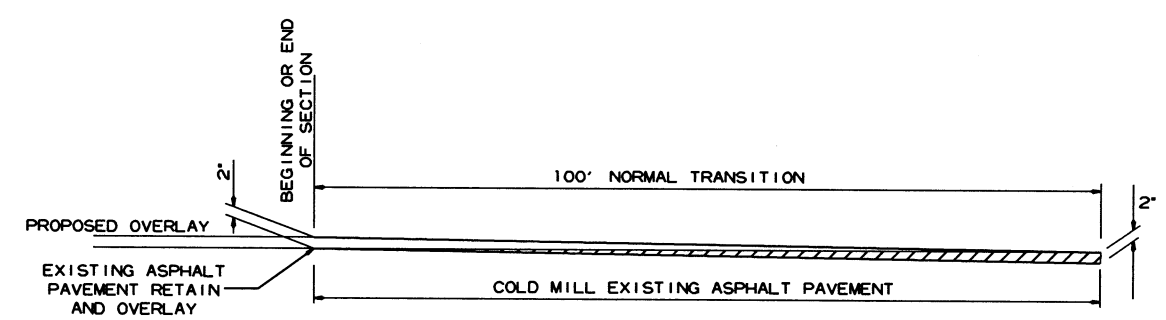 BEGINNING OR END
OF SECTION
2"
100' NORMAL TRANSITION
2"
PROPOSED OVERLAY
EXISTING ASPHALT
PAVEMENT RETAIN
AND OVERLAY
COLD MILL EXISTING ASPHALT PAVEMENT